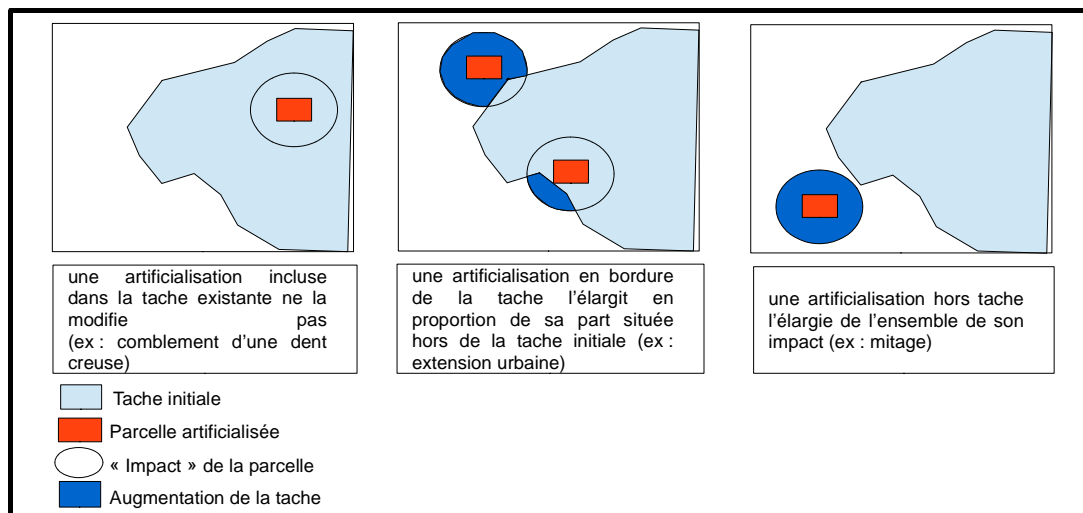 une artificialisation incluse
dans la tache existante ne la
modifie pas
(ex : comblement d’une dent
creuse)
une artificialisation en bordure
de la tache l’élargit en
proportion de sa part située
hors de la tache initiale (ex :
extension urbaine)
une artificialisation hors tache
l’élargie de l’ensemble de son
impact (ex : mitage)
Tache initiale
Parcelle artificialisée
« Impact » de la parcelle
Augmentation de la tache